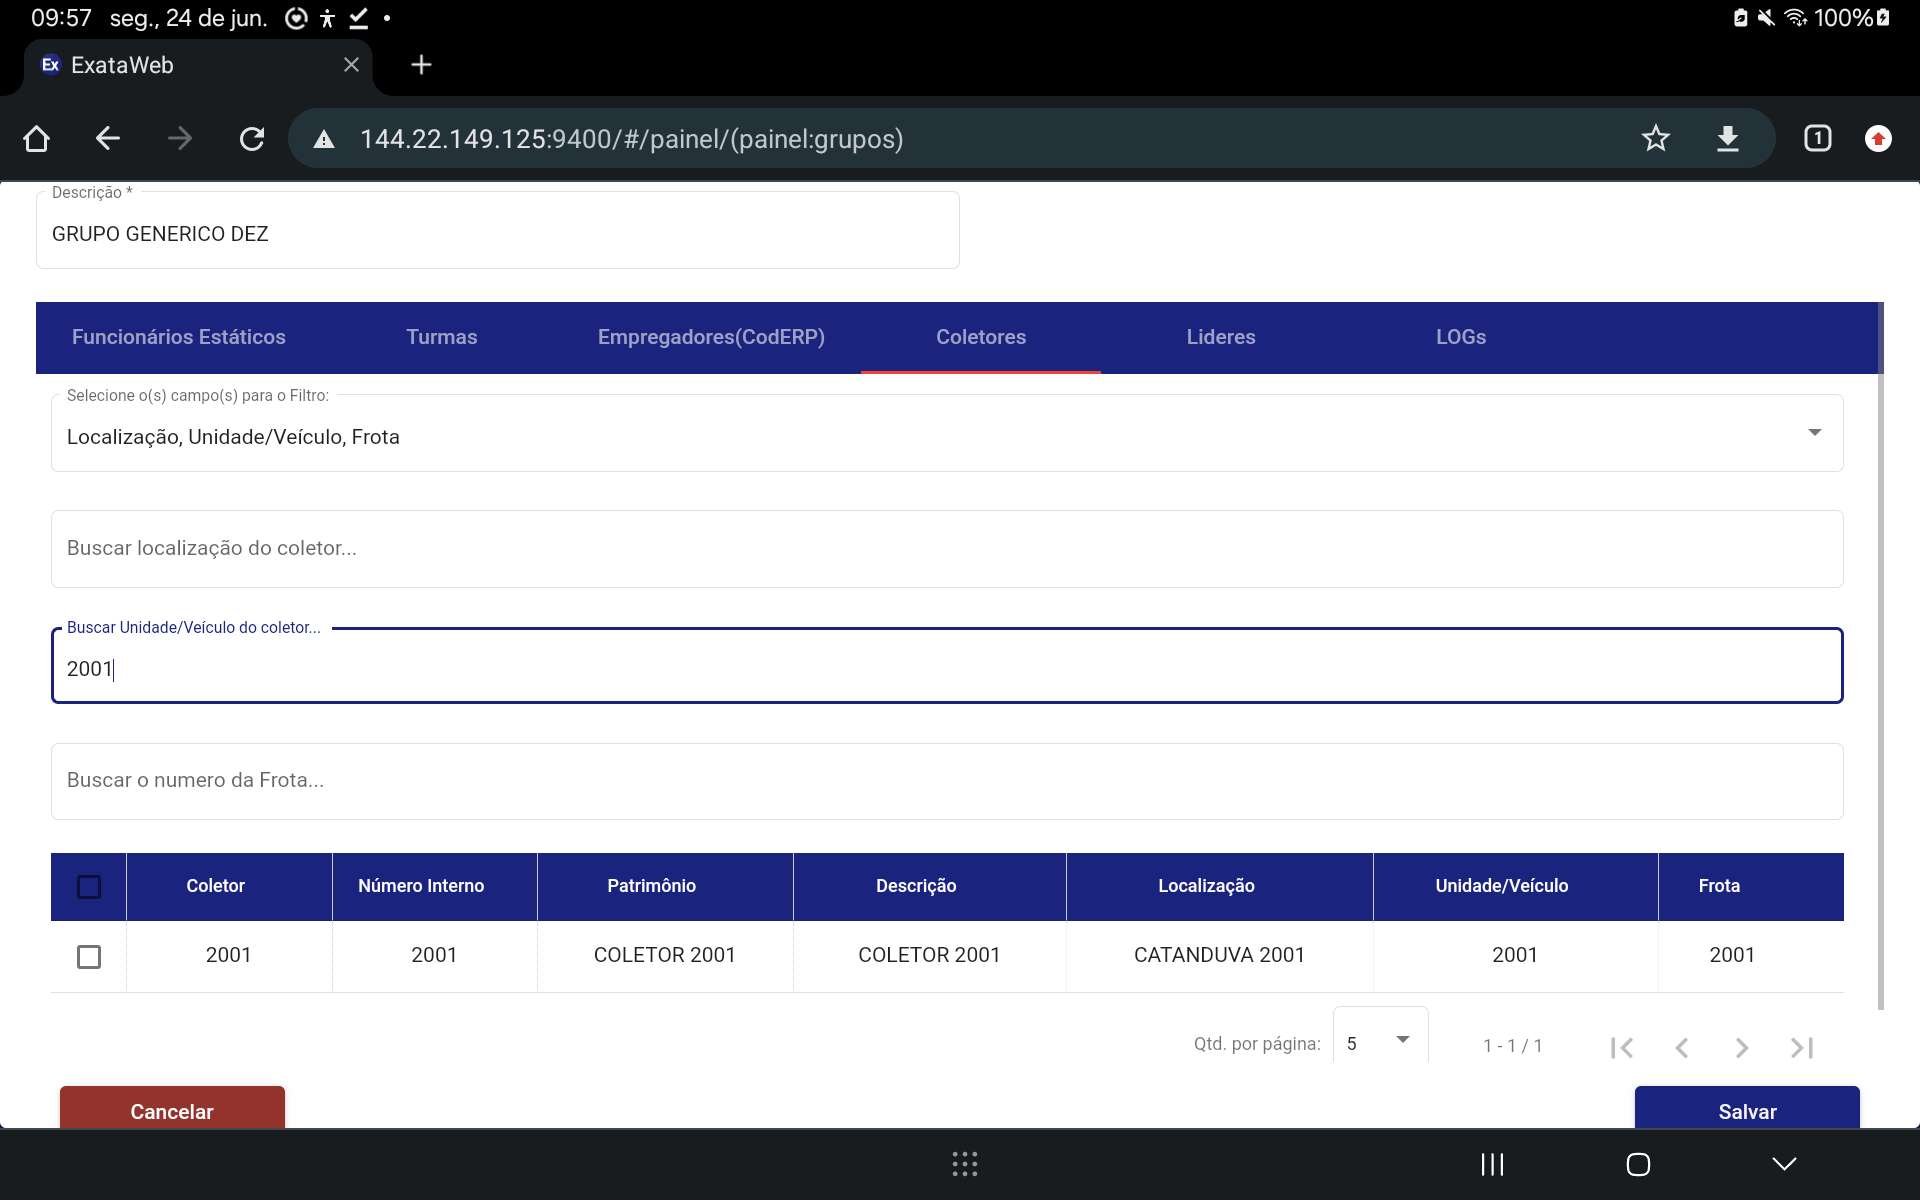 09:57 seg., 24 de jun. 100%
Ex ExataWeb
144.22.149.125:9400/#/painel/(painel:grupos) 1
Descrição *
GRUPO GENERICO DEZ
Funcionários Estáticos Turmas Empregadores(CodERP) Coletores Lideres LOGs
Selecione o(s) campo(s) para o Filtro:
Localização, Unidade/Veículo, Frota
Buscar localização do coletor...
Buscar Unidade/Veículo do coletor...
2001
Buscar o numero da Frota...
Coletor Número Interno Patrimônio Descrição Localização Unidade/Veículo Frota
2001 2001 COLETOR 2001 COLETOR 2001 CATANDUVA 2001 2001 2001
Qtd. por página: 5 1 - 1 / 1
Cancelar Salvar